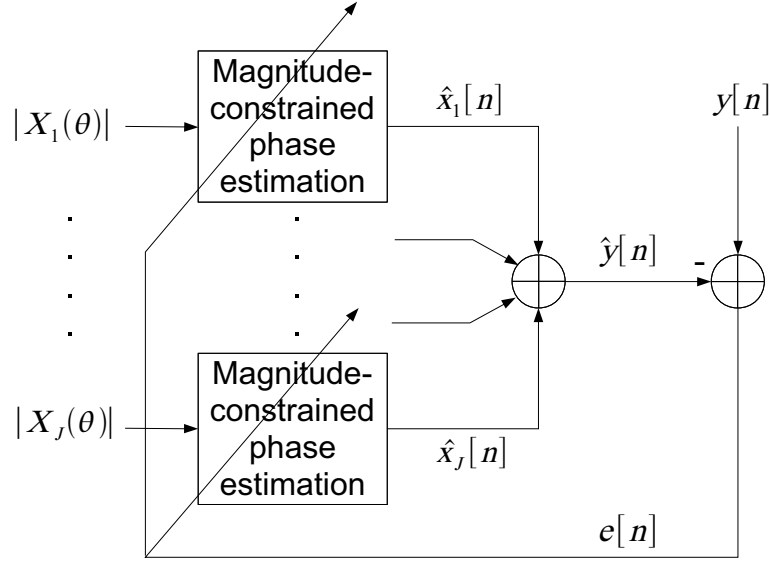 Magnitude-
constrained
phase
estimation
|X₁(θ)|
x̂₁[n]
y[n]
ŷ[n]
-
Magnitude-
constrained
phase
estimation
|X_J(θ)|
x̂_J[n]
e[n]